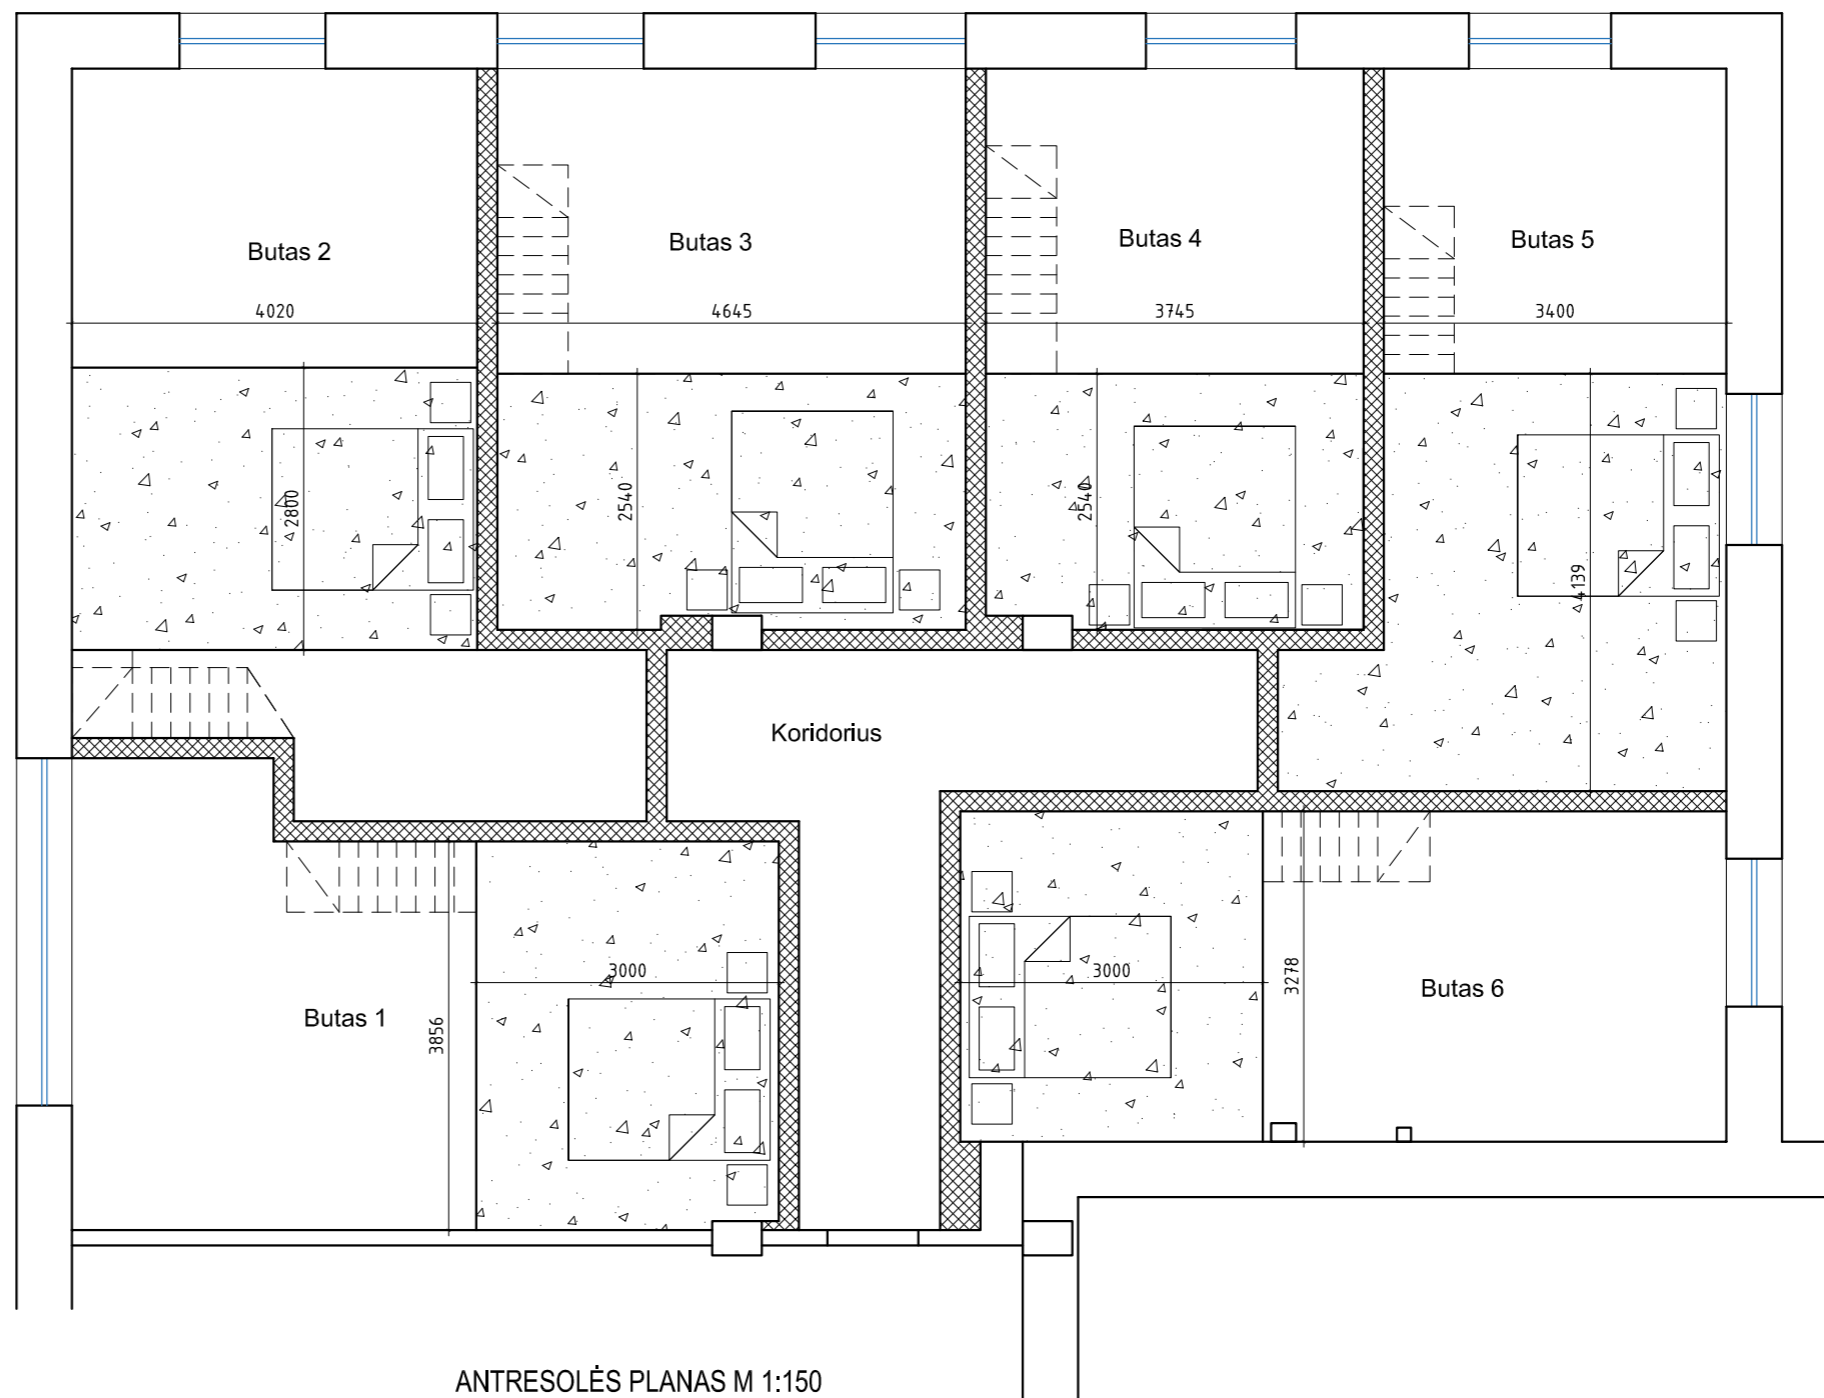 Butas 2
Butas 3
Butas 4
Butas 5
4020
4645
3745
3400
2800
2540
2540
4139
Koridorius
3000
3000
3278
Butas 6
Butas 1
3856
ANTRESOLĖS PLANAS M 1:150